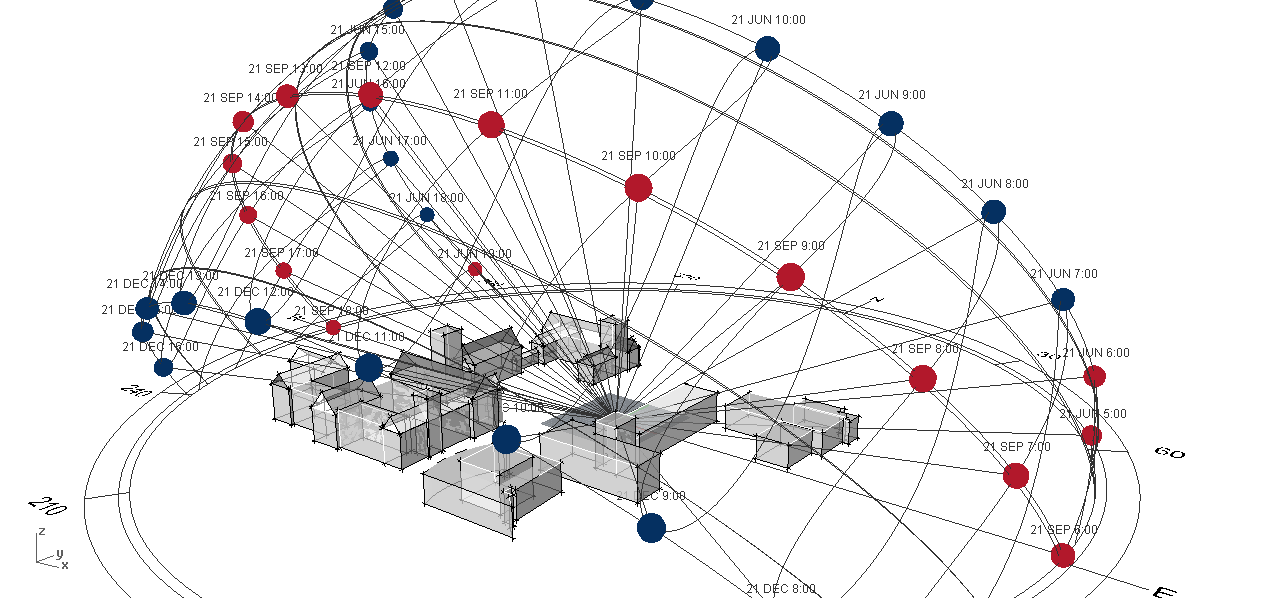 21 JUN 10:00
21 JUN 15:00
21 SEP 13:00
21 SEP 12:00
21 JUN 16:00
21 SEP 14:00
21 SEP 11:00
21 JUN 9:00
21 SEP 15:00
21 JUN 17:00
21 SEP 10:00
21 JUN 8:00
21 SEP 16:00
21 JUN 18:00
21 SEP 17:00
21 JUN 19:00
21 SEP 9:00
21 JUN 7:00
21 DEC 14:00
21 DEC 13:00
21 DEC 12:00
21 DEC
21 SEP 18:00
21 DEC 11:00
21 DEC 16:00
21 SEP 8:00
21 JUN 6:00
240
10:00
21 JUN 5:00
21 SEP 7:00
60
210
21 DEC 9:00
21 SEP 6:00
z
y
x
21 DEC 8:00
E